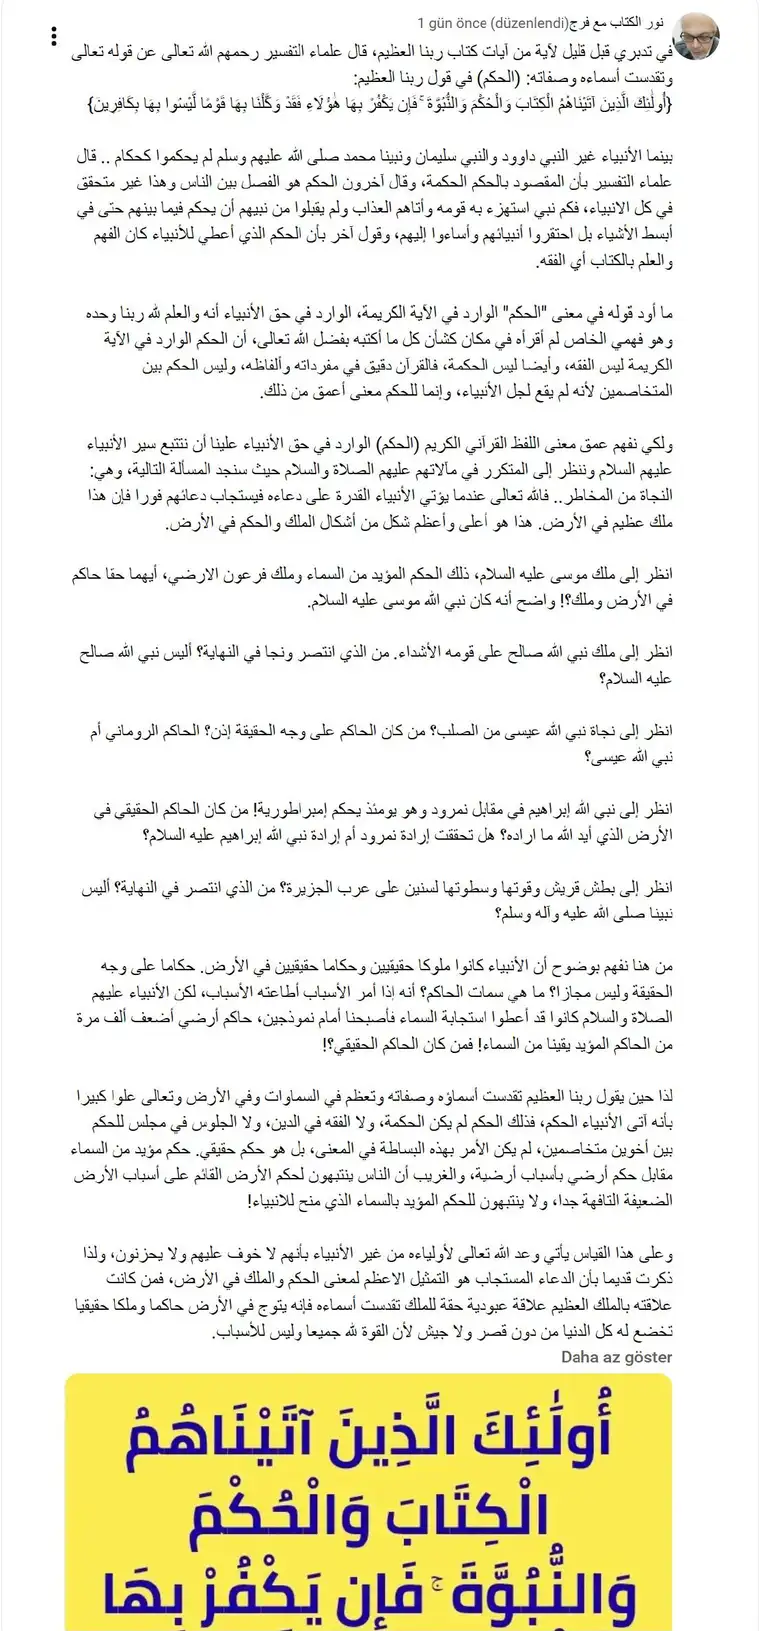 نور الكتاب مع فرج 1 gün önce (düzenlendi)
في تدبري قبل قليل لآية من آيات كتاب ربنا العظيم، قال علماء التفسير رحمهم الله تعالى عن قوله تعالى
وتقدست أسماءه وصفاته: (الحكم) في قول ربنا العظيم:
{أُولَٰئِكَ الَّذِينَ آتَيْنَاهُمُ الْكِتَابَ وَالْحُكْمَ وَالنُّبُوَّةَ ۚ فَإِن يَكْفُرْ بِهَا هَٰؤُلَاءِ فَقَدْ وَكَّلْنَا بِهَا قَوْمًا لَّيْسُوا بِهَا بِكَافِرِينَ}
بينما الأنبياء غير النبي داوود والنبي سليمان ونبينا محمد صلى الله عليهم وسلم لم يحكموا كحكام .. قال
علماء التفسير بأن المقصود بالحكم الحكمة، وقال آخرون الحكم هو الفصل بين الناس وهذا غير متحقق
في كل الانبياء، فكم نبي استهزء به قومه وأتاهم العذاب ولم يقبلوا من نبيهم أن يحكم فيما بينهم حتى في
أبسط الأشياء بل احتقروا أنبيائهم وأساءوا إليهم، وقول آخر بأن الحكم الذي أعطي للأنبياء كان الفهم
والعلم بالكتاب أي الفقه.
ما أود قوله في معنى "الحكم" الوارد في الآية الكريمة، الوارد في حق الأنبياء أنه والعلم لله ربنا وحده
وهو فهمي الخاص لم أقرأه في مكان كشأن كل ما أكتبه بفضل الله تعالى، أن الحكم الوارد في الآية
الكريمة ليس الفقه، وأيضا ليس الحكمة، فالقرآن دقيق في مفرداته وألفاظه، وليس الحكم بين
المتخاصمين لأنه لم يقع لجل الأنبياء، وإنما للحكم معنى أعمق من ذلك.
ولكي نفهم عمق معنى اللفظ القرآني الكريم (الحكم) الوارد في حق الأنبياء علينا أن نتتبع سير الأنبياء
عليهم السلام وننظر إلى المتكرر في مآلاتهم عليهم الصلاة والسلام حيث سنجد المسألة التالية، وهي:
النجاة من المخاطر.. فالله تعالى عندما يؤتي الأنبياء القدرة على دعاءه فيستجاب دعائهم فورا فإن هذا
ملك عظيم في الأرض. هذا هو أعلى وأعظم شكل من أشكال الملك والحكم في الأرض.
انظر إلى ملك موسى عليه السلام، ذلك الحكم المؤيد من السماء وملك فرعون الارضي، أيهما حقا حاكم
في الأرض وملك؟! واضح أنه كان نبي الله موسى عليه السلام.
انظر إلى ملك نبي الله صالح على قومه الأشداء. من الذي انتصر ونجا في النهاية؟ أليس نبي الله صالح
عليه السلام؟
انظر إلى نجاة نبي الله عيسى من الصلب؟ من كان الحاكم على وجه الحقيقة إذن؟ الحاكم الروماني أم
نبي الله عيسى؟
انظر إلى نبي الله إبراهيم في مقابل نمرود وهو يومئذ يحكم إمبراطورية! من كان الحاكم الحقيقي في
الأرض الذي أيد الله ما اراده؟ هل تحققت إرادة نمرود أم إرادة نبي الله إبراهيم عليه السلام؟
انظر إلى بطش قريش وقوتها وسطوتها لسنين على عرب الجزيرة؟ من الذي انتصر في النهاية؟ أليس
نبينا صلى الله عليه وآله وسلم؟
من هنا نفهم بوضوح أن الأنبياء كانوا ملوكا حقيقيين وحكاما حقيقيين في الأرض. حكاما على وجه
الحقيقة وليس مجازا؟ ما هي سمات الحاكم؟ أنه إذا أمر الأسباب أطاعته الأسباب، لكن الأنبياء عليهم
الصلاة والسلام كانوا قد أعطوا استجابة السماء فأصبحنا أمام نموذجين، حاكم أرضي أضعف ألف مرة
من الحاكم المؤيد يقينا من السماء! فمن كان الحاكم الحقيقي؟!
لذا حين يقول ربنا العظيم تقدست أسماؤه وصفاته وتعظم في السماوات وفي الأرض وتعالى علوا كبيرا
بأنه آتى الأنبياء الحكم، فذلك الحكم لم يكن الحكمة، ولا الفقه في الدين، ولا الجلوس في مجلس للحكم
بين أخوين متخاصمين، لم يكن الأمر بهذه البساطة في المعنى، بل هو حكم حقيقي. حكم مؤيد من السماء
مقابل حكم أرضي بأسباب أرضية، والغريب أن الناس ينتبهون لحكم الأرض القائم على أسباب الأرض
الضعيفة التافهة جدا، ولا ينتبهون للحكم المؤيد بالسماء الذي منح للانبياء!
وعلى هذا القياس يأتي وعد الله تعالى لأولياءه من غير الأنبياء بأنهم لا خوف عليهم ولا يحزنون، ولذا
ذكرت قديما بأن الدعاء المستجاب هو التمثيل الاعظم لمعنى الحكم والملك في الأرض، فمن كانت
علاقته بالملك العظيم علاقة عبودية حقة للملك تقدست أسماءه فإنه يتوج في الأرض حاكما وملكا حقيقيا
تخضع له كل الدنيا من دون قصر ولا جيش لأن القوة لله جميعا وليس للأسباب.
Daha az göster
أُولَٰئِكَ الَّذِينَ آتَيْنَاهُمُ
الْكِتَابَ وَالْحُكْمَ
وَالنُّبُوَّةَ ۚ فَإِن يَكْفُرْ بِهَا